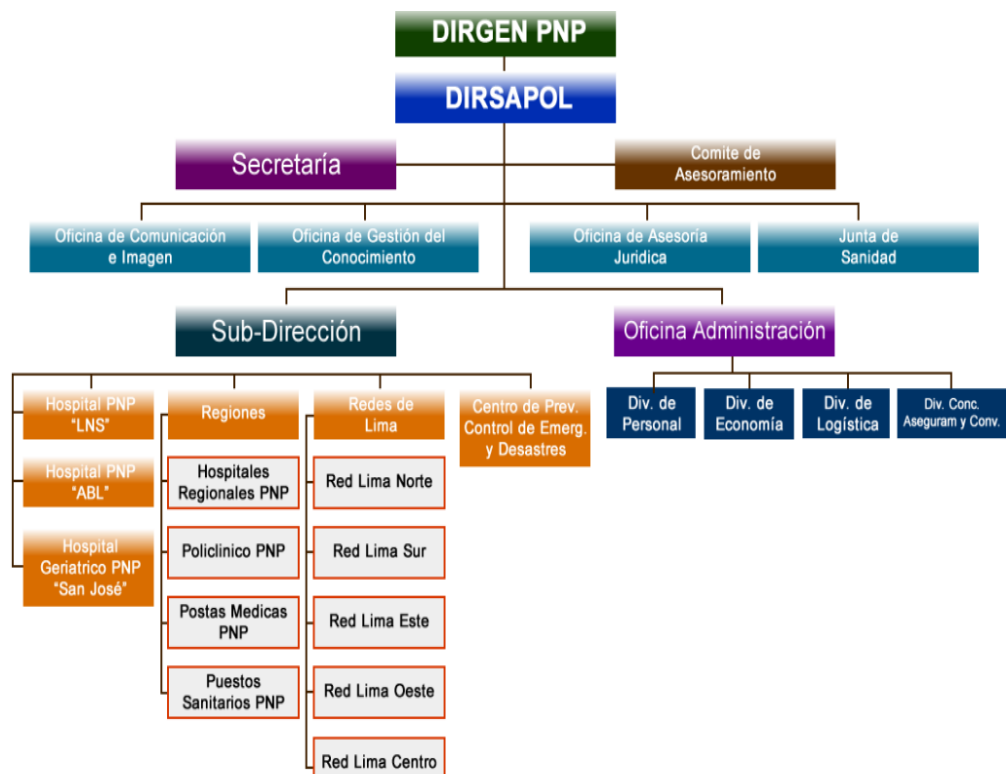 DIRGEN PNP
DIRSAPOL
Secretaría
Comite de
Asesoramiento
Oficina de Comunicación
e Imagen
Oficina de Gestión del
Conocimiento
Oficina de Asesoría
Juridica
Junta de
Sanidad
Sub-Dirección
Oficina Administración
Hospital PNP
"LNS"
Hospital PNP
"ABL"
Hospital
Geriatrico PNP
"San José"
Regiones
Hospitales
Regionales PNP
Policlinico PNP
Postas Medicas
PNP
Puestos
Sanitarios PNP
Redes de
Lima
Red Lima Norte
Red Lima Sur
Red Lima Este
Red Lima Oeste
Red Lima Centro
Centro de Prev.
Control de Emerg.
y Desastres
Div. de
Personal
Div. de
Economía
Div. de
Logística
Div. Conc.
Aseguram y Conv.